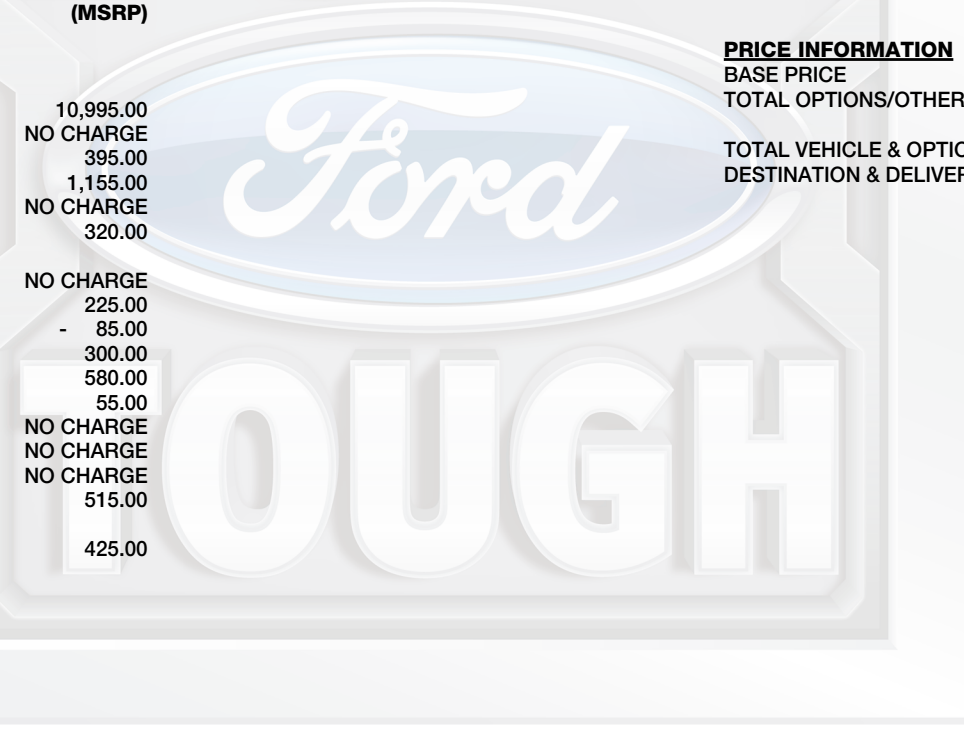 (MSRP)
10,995.00
NO CHARGE
395.00
1,155.00
NO CHARGE
320.00
NO CHARGE
225.00
- 85.00
300.00
580.00
55.00
NO CHARGE
NO CHARGE
NO CHARGE
515.00
425.00
PRICE INFORMATION
BASE PRICE
TOTAL OPTIONS/OTHER
TOTAL VEHICLE & OPTIO
DESTINATION & DELIVER
Ford
TOUGH